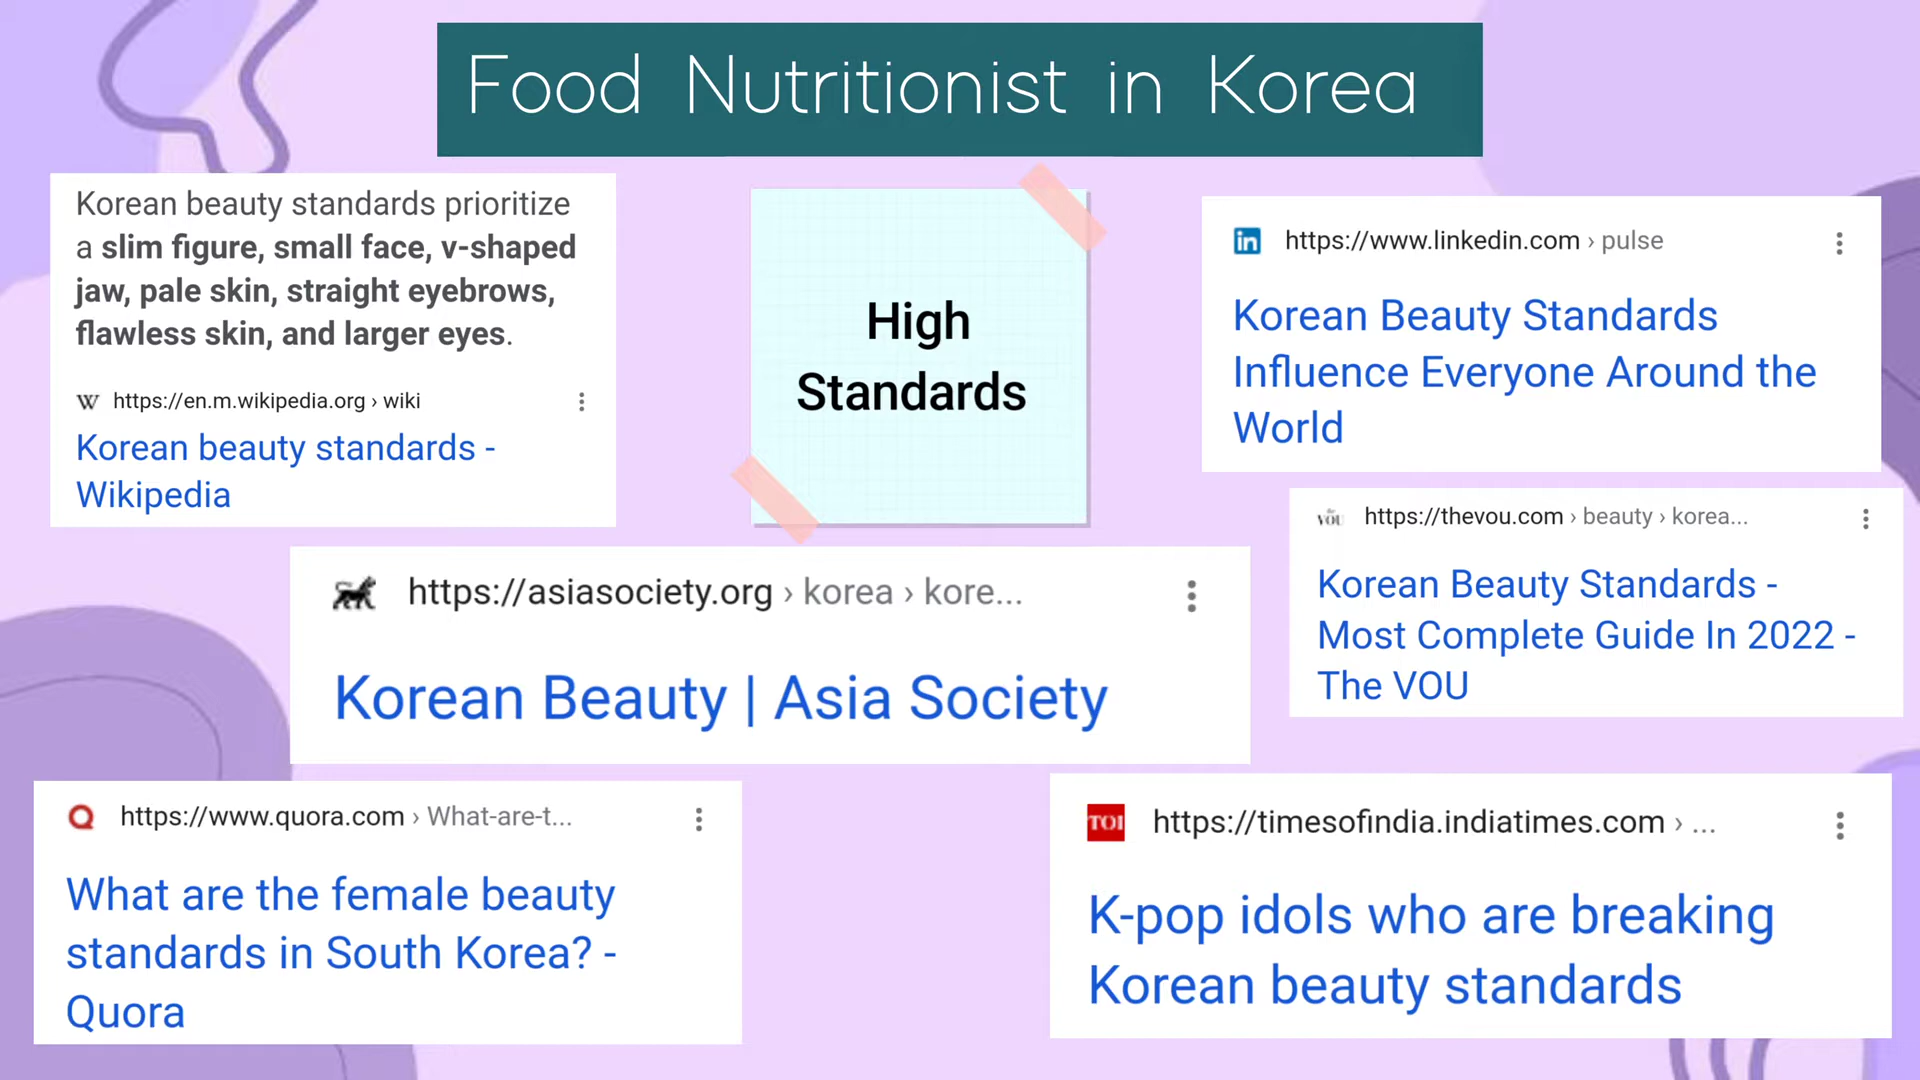 Food Nutritionist in Korea
Korean beauty standards prioritize
a slim figure, small face, v-shaped
jaw, pale skin, straight eyebrows,
flawless skin, and larger eyes.
W https://en.m.wikipedia.org › wiki
Korean beauty standards -
Wikipedia
High
Standards
in https://www.linkedin.com › pulse
Korean Beauty Standards
Influence Everyone Around the
World
the VOU https://thevou.com › beauty › korea...
Korean Beauty Standards -
Most Complete Guide In 2022 -
The VOU
https://asiasociety.org › korea › kore...
Korean Beauty | Asia Society
Q https://www.quora.com › What-are-t...
What are the female beauty
standards in South Korea? -
Quora
TOI https://timesofindia.indiatimes.com › ...
K-pop idols who are breaking
Korean beauty standards